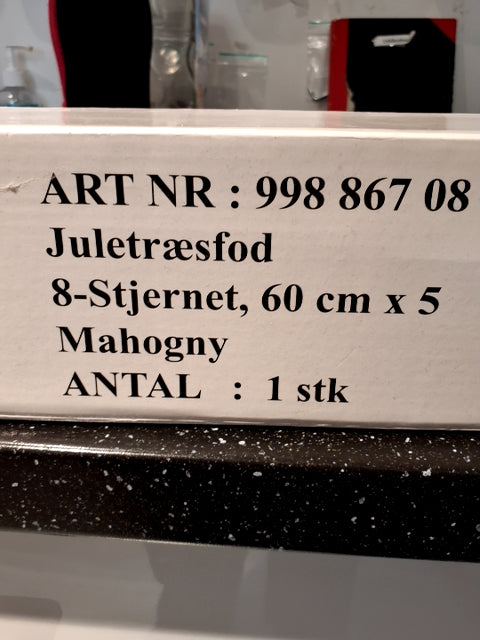 ART NR : 998 867 08
Juletræsfod
8-Stjernet, 60 cm x 5
Mahogny
ANTAL : 1 stk